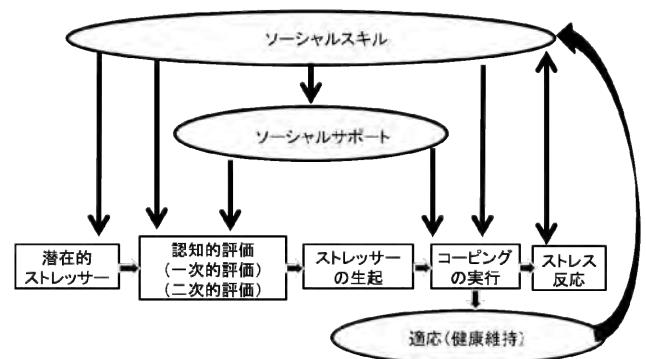 ソーシャルスキル
ソーシャルサポート
潜在的
ストレッサー
認知的評価
(一次的評価)
(二次的評価)
ストレッサー
の生起
コーピング
の実行
ストレス
反応
適応(健康維持)